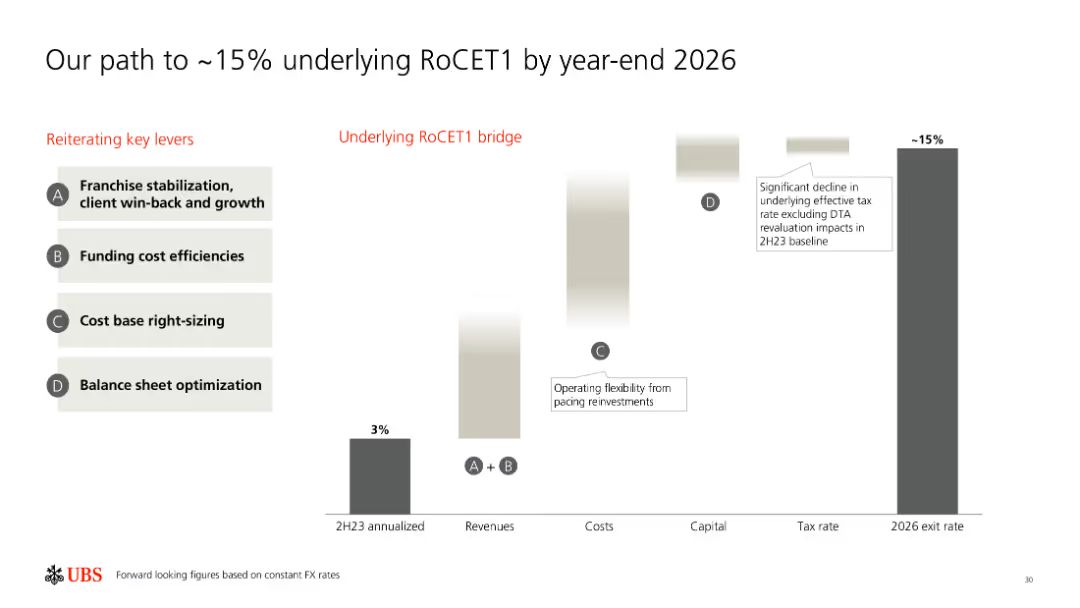 Our path to ~15% underlying RoCET1 by year-end 2026
Reiterating key levers
A
Franchise stabilization,
client win-back and growth
B
Funding cost efficiencies
C
Cost base right-sizing
D
Balance sheet optimization
Underlying RoCET1 bridge
3%
A + B
C
Operating flexibility from
pacing reinvestments
D
Significant decline in
underlying effective tax
rate excluding DTA
revaluation impacts in
2H23 baseline
~15%
2H23 annualized
Revenues
Costs
Capital
Tax rate
2026 exit rate
UBS
Forward looking figures based on constant FX rates
30